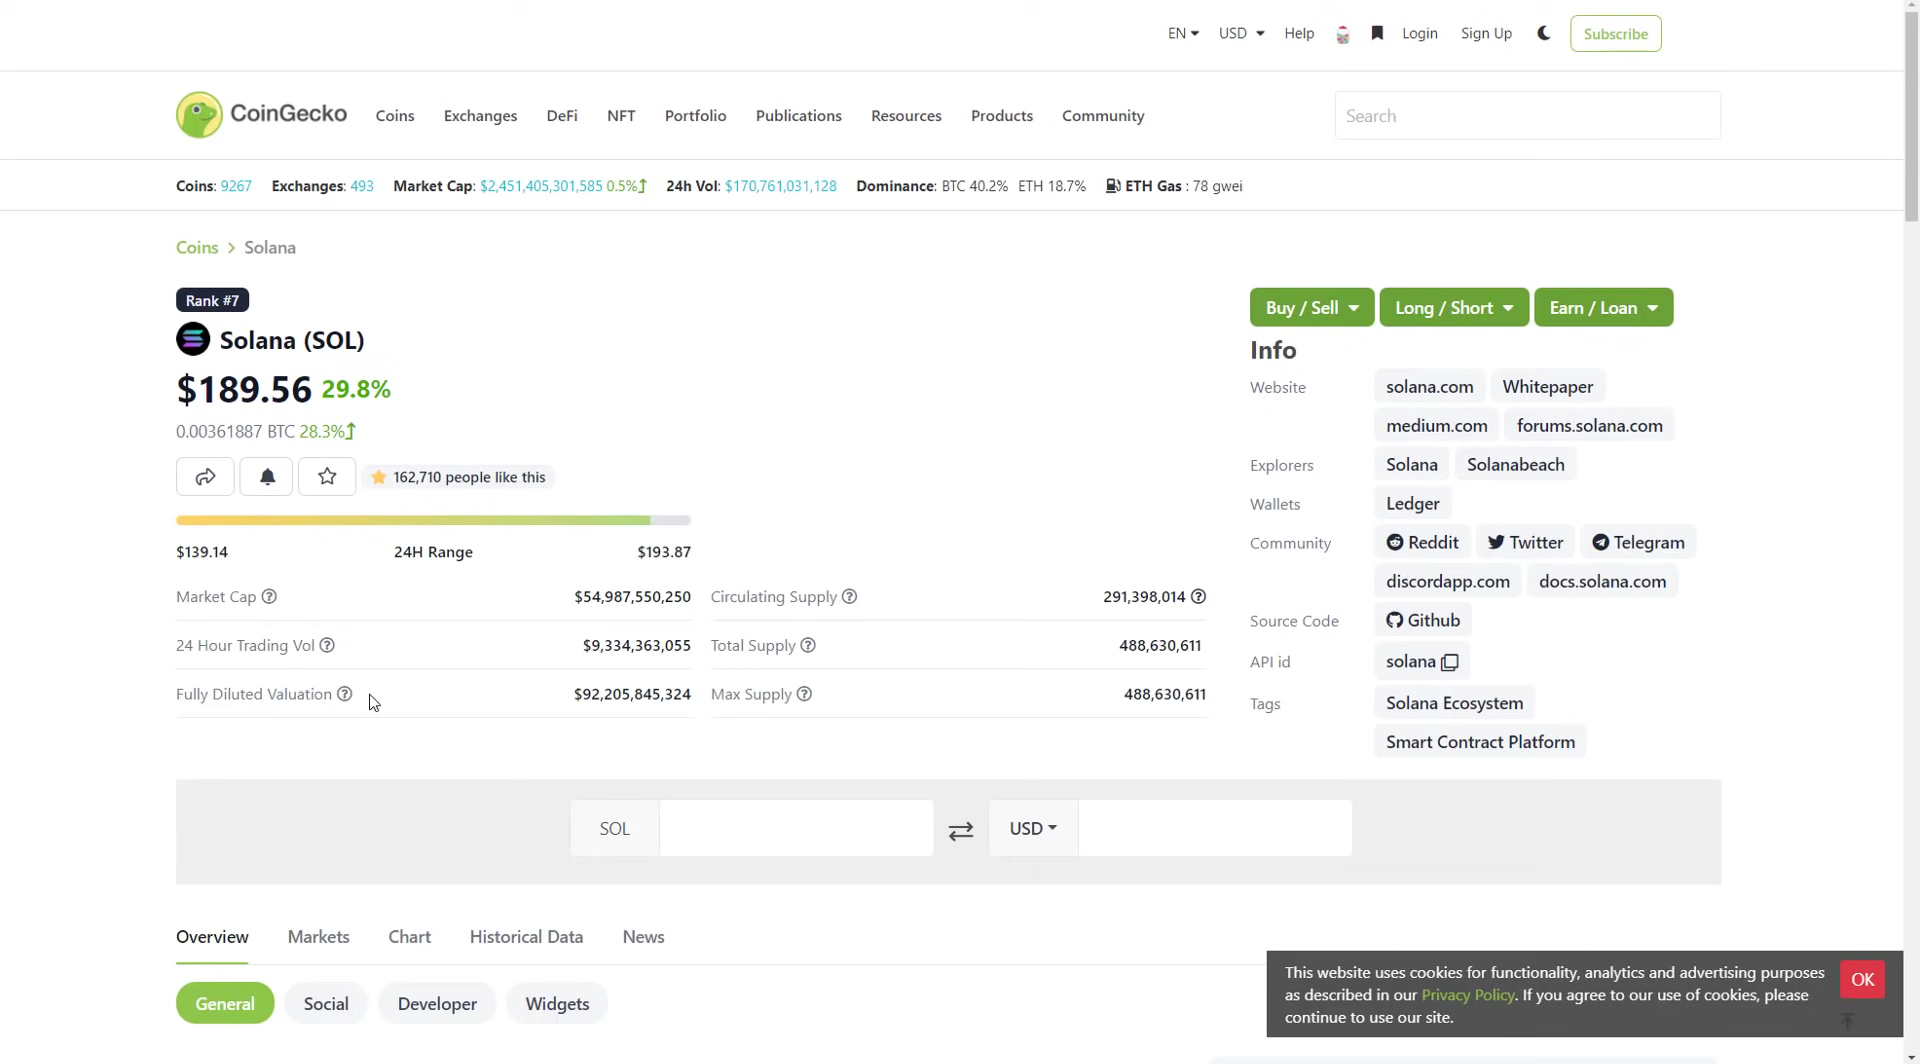 EN USD Help Login Sign Up Subscribe
CoinGecko Coins Exchanges DeFi NFT Portfolio Publications Resources Products Community Search
Coins: 9267 Exchanges: 493 Market Cap: $2,451,405,301,585 0.5% 24h Vol: $170,761,031,128 Dominance: BTC 40.2% ETH 18.7% ETH Gas : 78 gwei
Coins > Solana
Rank #7
Solana (SOL)
$189.56 29.8%
0.00361887 BTC 28.3%
162,710 people like this
$139.14 24H Range $193.87
Market Cap $54,987,550,250 Circulating Supply 291,398,014
24 Hour Trading Vol $9,334,363,055 Total Supply 488,630,611
Fully Diluted Valuation $92,205,845,324 Max Supply 488,630,611
Buy / Sell Long / Short Earn / Loan
Info
Website solana.com Whitepaper
medium.com forums.solana.com
Explorers Solana Solanabeach
Wallets Ledger
Community Reddit Twitter Telegram
discordapp.com docs.solana.com
Source Code Github
API id solana
Tags Solana Ecosystem
Smart Contract Platform
SOL USD
Overview Markets Chart Historical Data News
General Social Developer Widgets
This website uses cookies for functionality, analytics and advertising purposes
as described in our Privacy Policy. If you agree to our use of cookies, please
continue to use our site.
OK